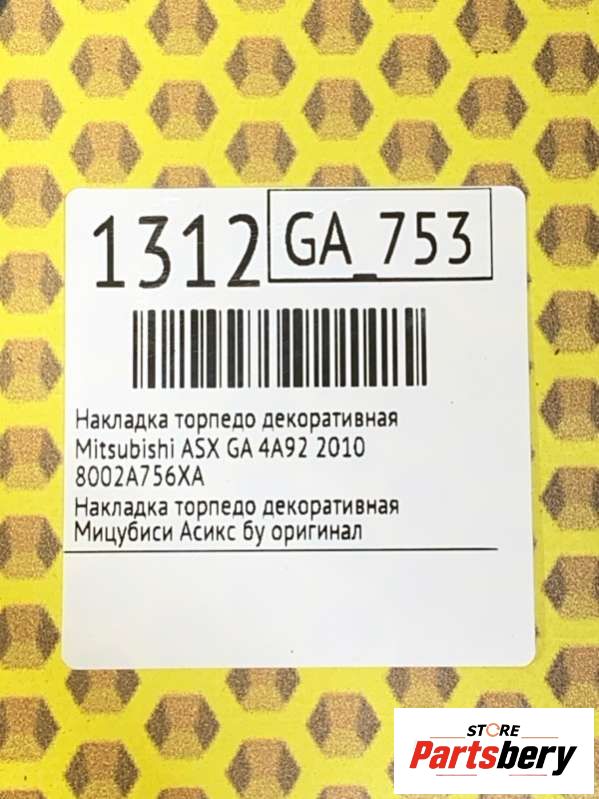 1312 GA_753
Накладка торпедо декоративная
Mitsubishi ASX GA 4A92 2010
8002A756XA
Накладка торпедо декоративная
Мицубиси Асикс бу оригинал
STORE
Partsbery